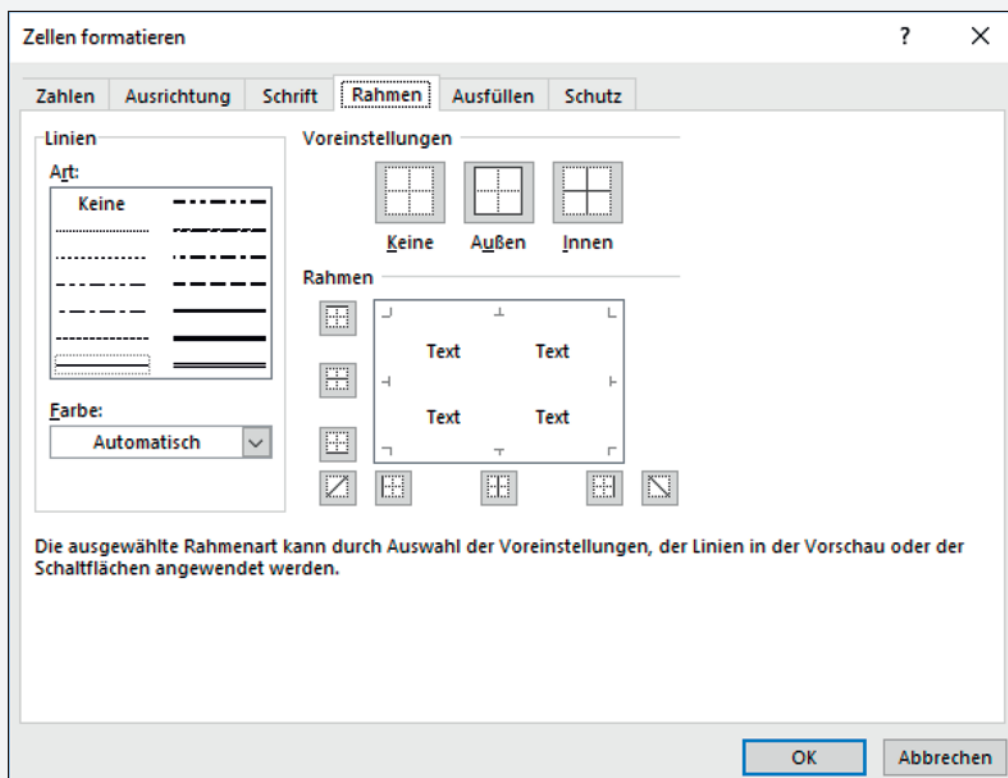 Zellen formatieren
?
Zahlen Ausrichtung Schrift Rahmen Ausfüllen Schutz
Linien
Art:
Keine
Farbe:
Automatisch
Voreinstellungen
Keine Außen Innen
Rahmen
Text Text
Text Text
Die ausgewählte Rahmenart kann durch Auswahl der Voreinstellungen, der Linien in der Vorschau oder der
Schaltflächen angewendet werden.
OK Abbrechen